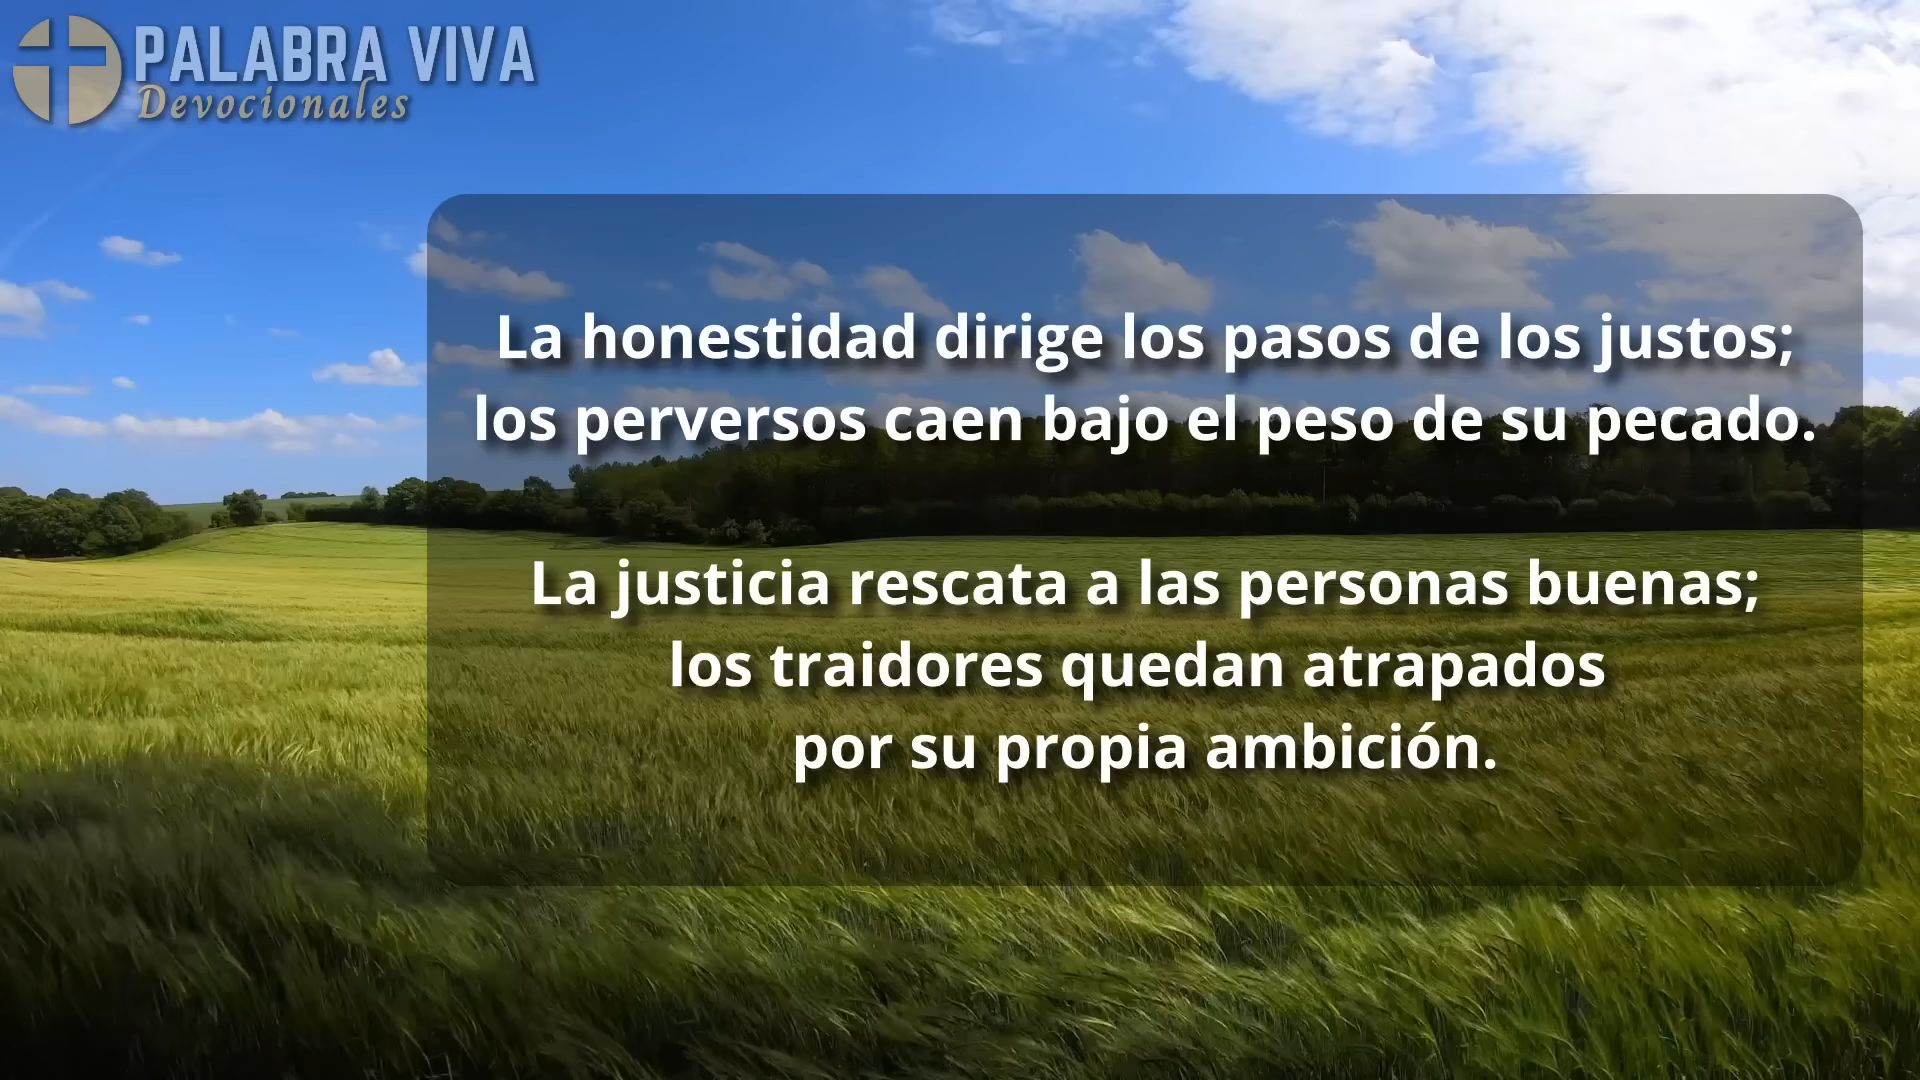 PALABRA VIVA
Devocionales
La honestidad dirige los pasos de los justos;
los perversos caen bajo el peso de su pecado.
La justicia rescata a las personas buenas;
los traidores quedan atrapados
por su propia ambición.